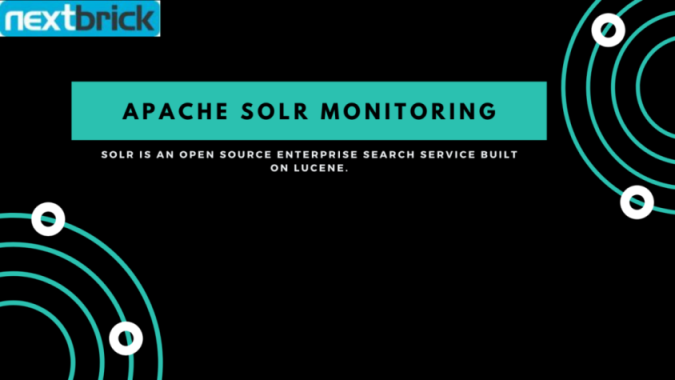 nextbrick
APACHE SOLR MONITORING
SOLR IS AN OPEN SOURCE ENTERPRISE SEARCH SERVICE BUILT
ON LUCENE.